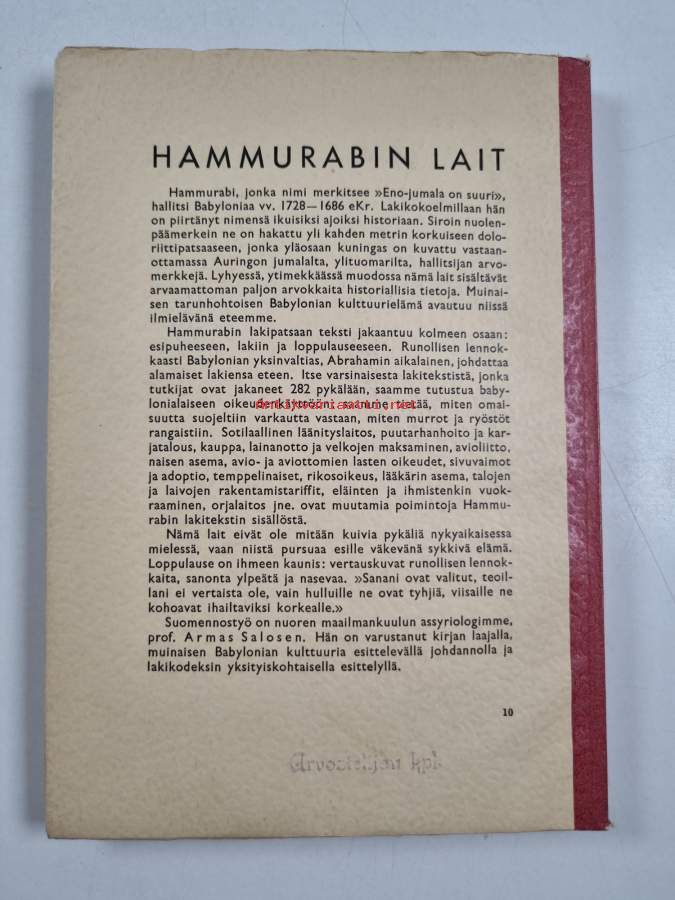 HAMMURABIN LAIT
Hammurabi, jonka nimi merkitsee »Eno-jumala on suuri»,
hallitsi Babyloniaa vv. 1728—1686 eKr. Lakikokoelmillaan hän
on piirtänyt nimensä ikuisiksi ajoiksi historiaan. Siroin nuolen-
päämerkein ne on hakattu yli kahden metrin korkuiseen dolo-
riittipatsaaseen, jonka yläosaan kuningas on kuvattu vastaan-
ottamassa Auringon jumalalta, ylituomarilta, hallitsijan arvo-
merkkejä. Lyhyessä, ytimekkäässä muodossa nämä lait sisältävät
arvaamattoman paljon arvokkaita historiallisia tietoja. Muinai-
sen tarunhohtoisen Babylonian kulttuurielämä avautuu niissä
ilmielävänä eteemme.
Hammurabin lakipatsaan teksti jakaantuu kolmeen osaan:
esipuheeseen, lakiin ja loppulauseeseen. Runollisen lennok-
kaasti Babylonian yksinvaltias, Abrahamin aikalainen, johdattaa
alamaiset lakiensa eteen. Itse varsinaisesta lakitekstistä, jonka
tutkijat ovat jakaneet 282 pykälään, saamme tutustua baby-
lonialaiseen oikeudenkäyttöön, saamme tietää, miten omai-
Antikvariaatti.net
suutta suojeltiin varkautta vastaan, miten murrot ja ryöstöt
rangaistiin. Sotilaallinen läänityslaitos, puutarhanhoito ja kar-
jatalous, kauppa, lainanotto ja velkojen maksaminen, avioliitto,
naisen asema, avio- ja aviottomien lasten oikeudet, sivuvaimot
ja adoptio, temppelinaiset, rikosoikeus, lääkärin asema, talojen
ja laivojen rakentamistariffit, eläinten ja ihmistenkin vuok-
raaminen, orjalaitos jne. ovat muutamia poimintoja Hammu-
rabin lakitekstin sisällöstä.
Nämä lait eivät ole mitään kuivia pykäliä nykyaikaisessa
mielessä, vaan niistä pursuaa esille väkevänä sykkivä elämä.
Loppulause on ihmeen kaunis: vertauskuvat runollisen lennok-
kaita, sanonta ylpeätä ja nasevaa. »Sanani ovat valitut, teoil-
lani ei vertaista ole, vain hulluille ne ovat tyhjiä, viisaille ne
kohoavat ihailtaviksi korkealle.»
Suomennostyö on nuoren maailmankuulun assyriologimme,
prof. Armas Salosen. Hän on varustanut kirjan laajalla,
muinaisen Babylonian kulttuuria esittelevällä johdannolla ja
lakikodeksin yksityiskohtaisella esittelyllä.
10
Arvostelijan kpl.